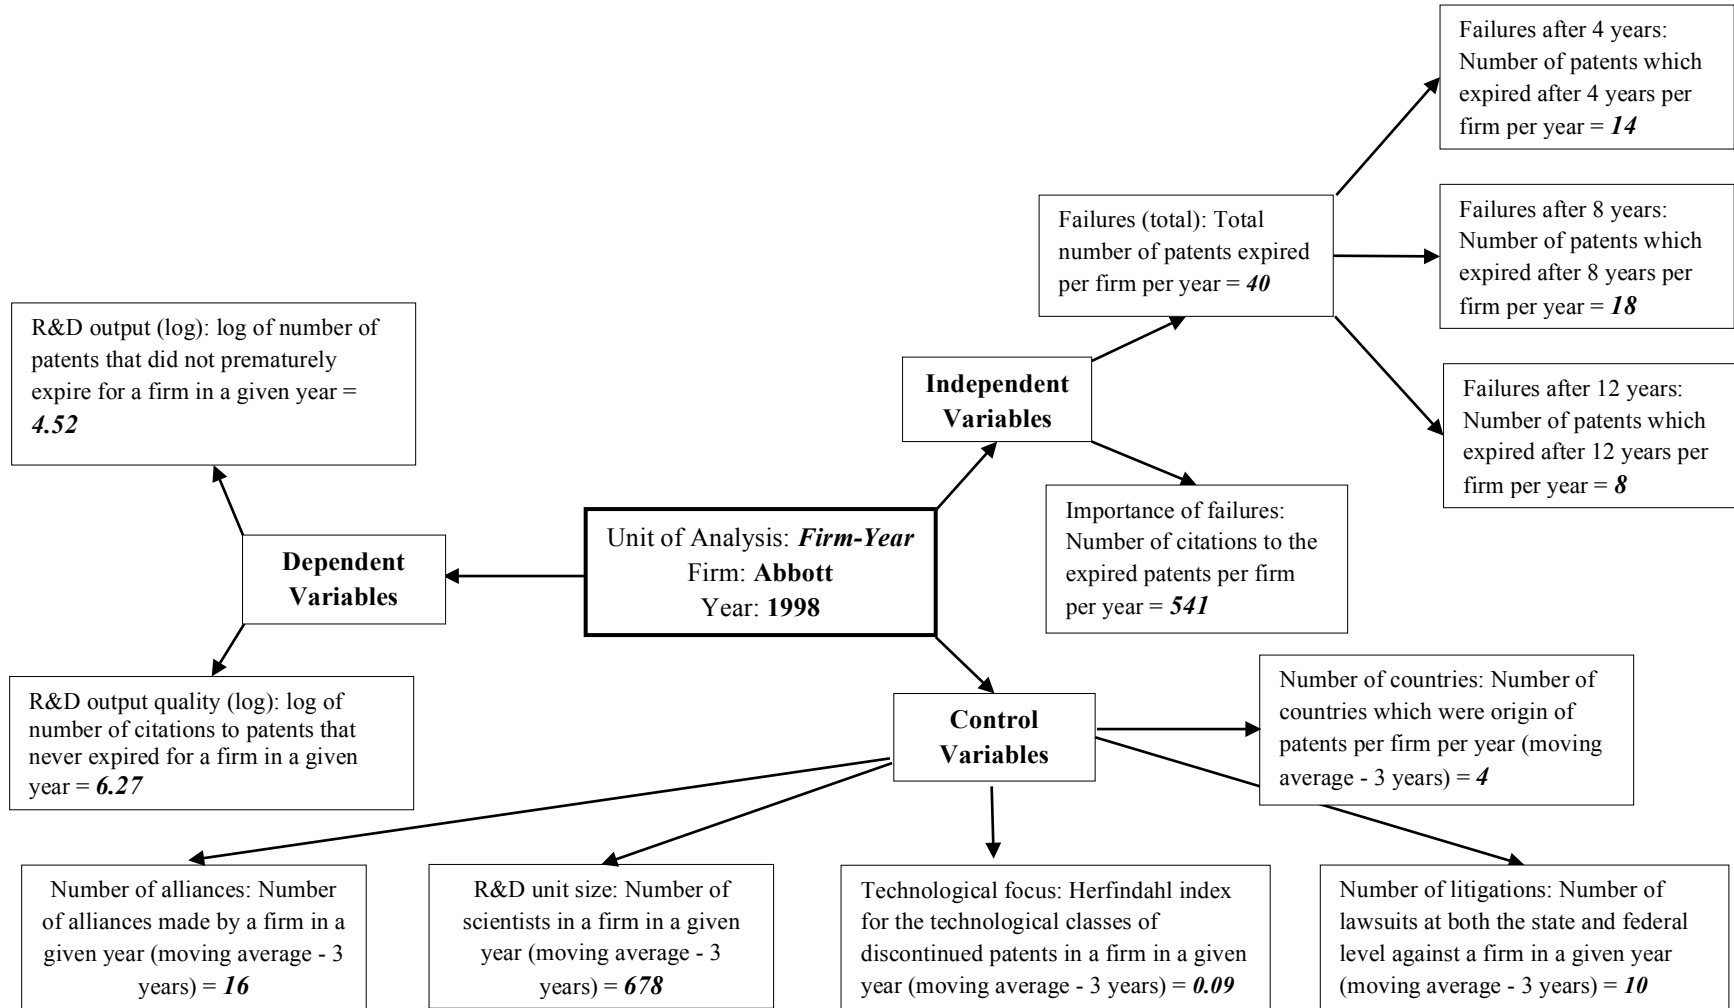 Failures after 4 years:
Number of patents which
expired after 4 years per
firm per year = 14
Failures (total): Total
number of patents expired
per firm per year = 40
Failures after 8 years:
Number of patents which
expired after 8 years per
firm per year =
18
R&D output (log): log of number of
patents that did not prematurely
expire for a firm in a given year =
4.52
Independent
Variables
Failures after 12 years:
Number of patents which
expired after 12 years per
firm per year = 8
Importance of failures:
Number of citations to the
expired patents per firm
per year = 541
Unit of Analysis: Firm-Year
Firm: Abbott
Year: 1998
Dependent
Variables
R&D output quality (log): log of
number of citations to patents that
never expired for a firm in a given
year = 6.27
Control
Variables
Number of countries: Number of
countries which were origin of
patents per firm per year (moving
average - 3 years) = 4
Number of alliances: Number
of alliances made by a firm in a
given year (moving average - 3
years) = 16
R&D unit size: Number of
scientists in a firm in a given
year (moving average - 3
years) = 678
Technological focus: Herfindahl index
for the technological classes of
discontinued patents in a firm in a given
year (moving average - 3 years) = 0.09
Number of litigations: Number of
lawsuits at both the state and federal
level against a firm in a given year
(moving average - 3 years) = 10